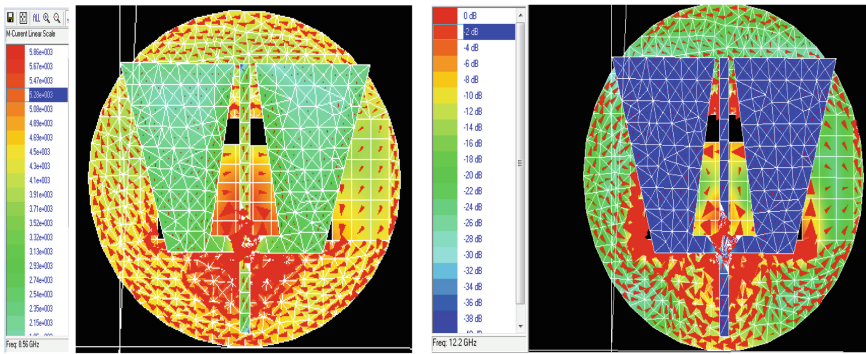 fILL
M-Current Linear Scale
5.86e+003
5.67e+003
5.47e+003
5.28e+003
5.08e+003
4.89e+003
4.69e+003
4.5e+003
4.3e+003
4.1e+003
3.91e+003
3.71e+003
3.52e+003
3.32e+003
3.13e+003
2.93e+003
2.74e+003
2.54e+003
2.35e+003
2.15e+003
Freq: 8.56 GHz
0 dB
-2 dB
-4 dB
-6 dB
-8 dB
-10 dB
-12 dB
-14 dB
-16 dB
-18 dB
-20 dB
-22 dB
-24 dB
-26 dB
-28 dB
-30 dB
-32 dB
-34 dB
-36 dB
-38 dB
Freq: 12.2 GHz